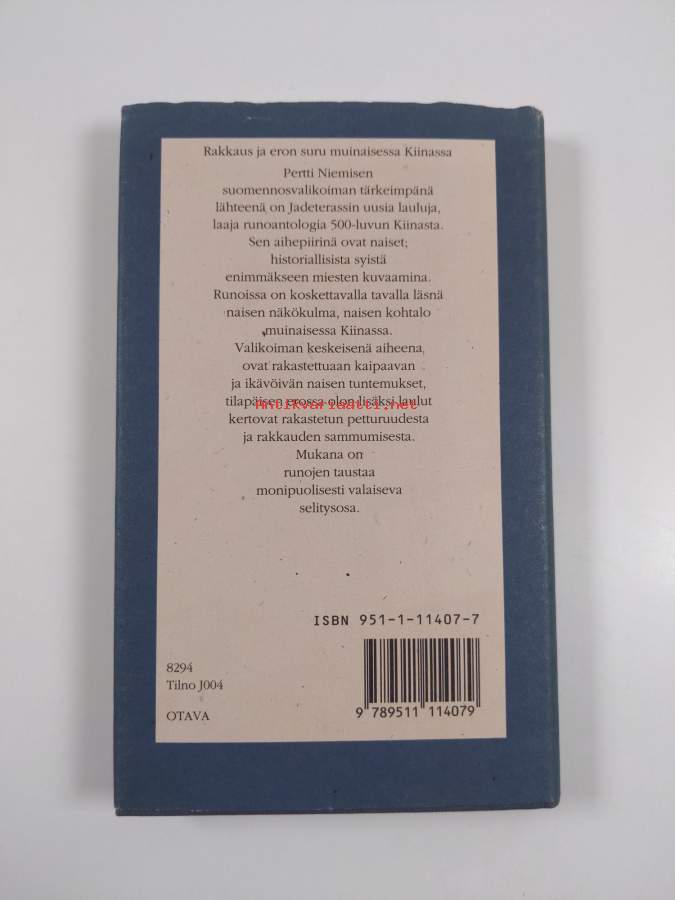 Rakkaus ja eron suru muinaisessa Kiinassa
Pertti Niemisen
suomennosvalikoiman tärkeimpänä
lähteenä on Jadeterassin uusia lauluja,
laaja runoantologia 500-luvun Kiinasta.
Sen aihepiirinä ovat naiset;
historiallisista syistä
enimmäkseen miesten kuvaamina.
Runoissa on koskettavalla tavalla läsnä
naisen näkökulma, naisen kohtalo
muinaisessa Kiinassa.
Valikoiman keskeisenä aiheena
ovat rakastettuaan kaipaavan
ja ikävöivän naisen tuntemukset,
tilapäisen erossa olon lisäksi laulut
Antikvariaatti.net
kertovat rakastetun petturuudesta
ja rakkauden sammumisesta.
Mukana on
runojen taustaa
monipuolisesti valaiseva
selitysosa.
ISBN 951-1-11407-7
8294
Tilno J004
OTAVA
9 789511 114079